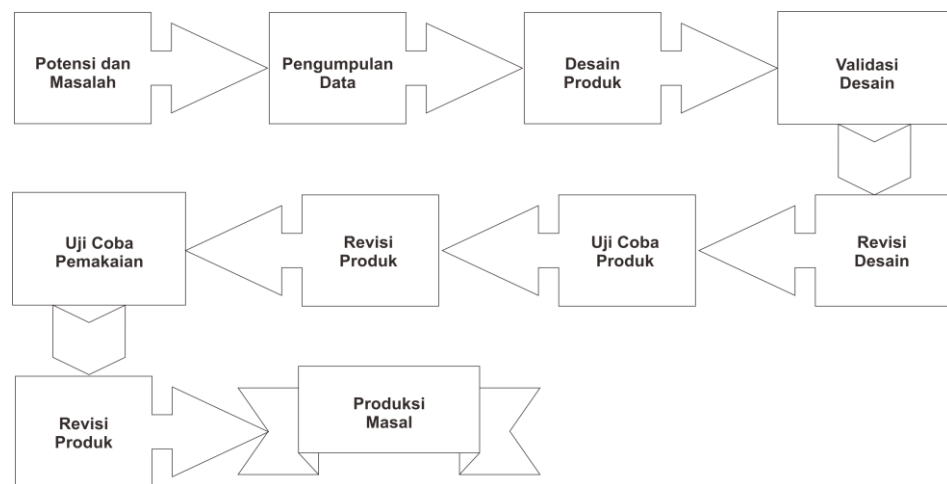 Potensi dan
Masalah
Pengumpulan
Data
Desain
Produk
Validasi
Desain
Revisi
Desain
Uji Coba
Produk
Revisi
Produk
Uji Coba
Pemakaian
Revisi
Produk
Produksi
Masal